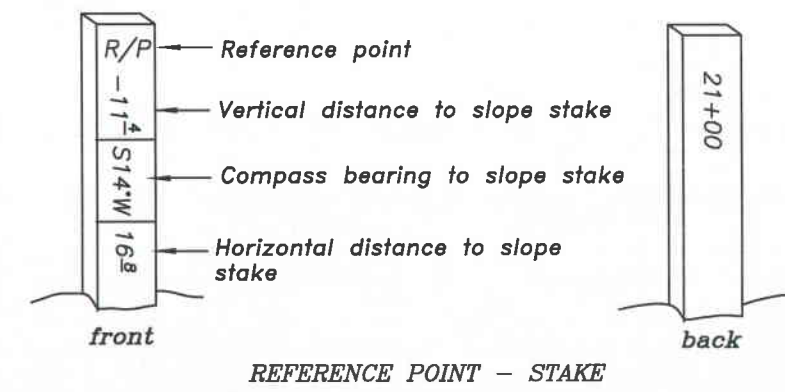 R/P
-11 4
S14°W
16 8
Reference point
Vertical distance to slope stake
Compass bearing to slope stake
Horizontal distance to slope
stake
front
21+00
back
REFERENCE POINT – STAKE